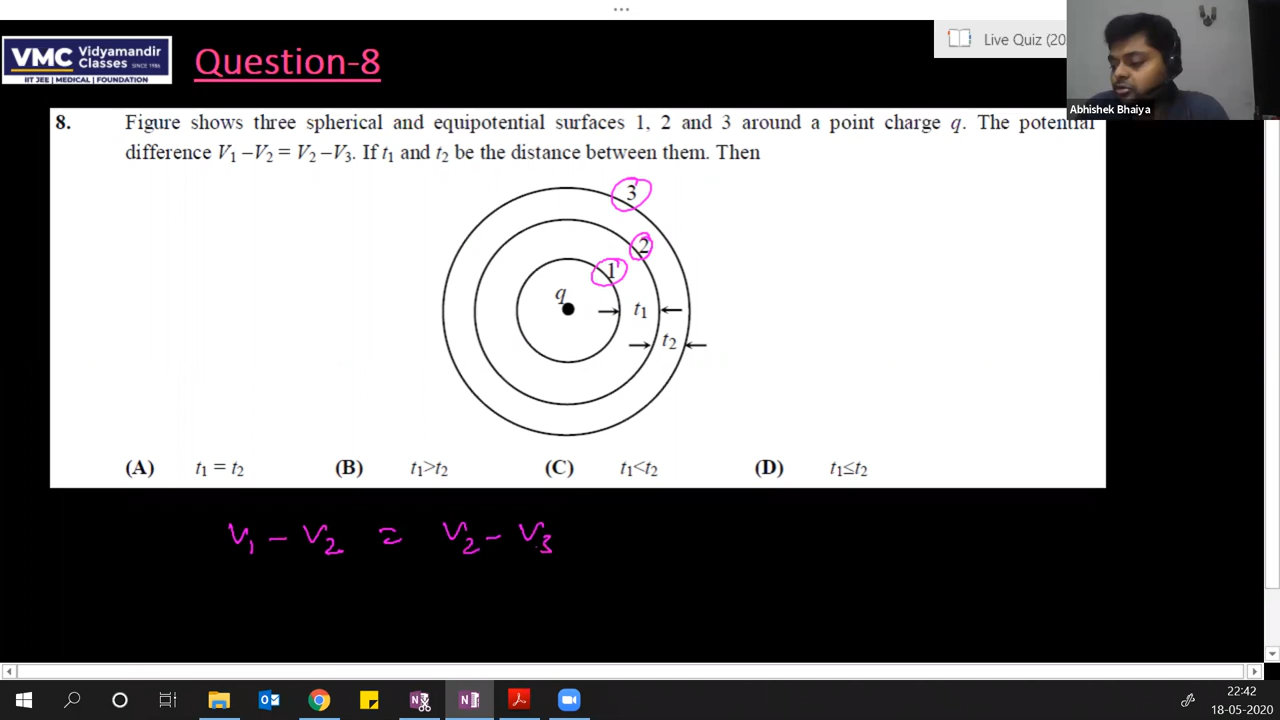 ...
VMC Vidyamandir Classes SINCE 1986
IIT JEE | MEDICAL | FOUNDATION
Question-8
Live Quiz (20
Abhishek Bhaiya
8. Figure shows three spherical and equipotential surfaces 1, 2 and 3 around a point charge q. The potential
difference V₁ –V₂ = V₂ –V₃. If t₁ and t₂ be the distance between them. Then
3
2
1
q
t₁
t₂
(A) t₁ = t₂ (B) t₁>t₂ (C) t₁<t₂ (D) t₁≤t₂
V₁ – V₂ = V₂ – V₃
22:42
18-05-2020